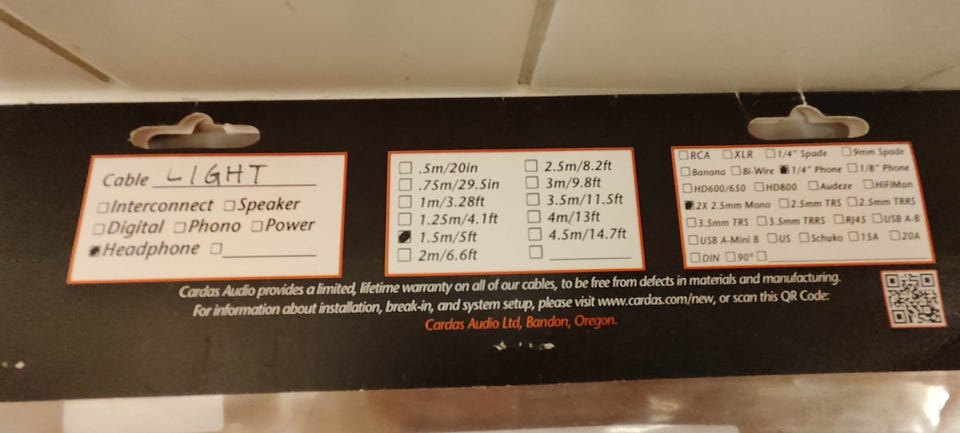 Cable LIGHT
Interconnect Speaker
Digital Phono Power
Headphone
.5m/20in 2.5m/8.2ft
.75m/29.5in 3m/9.8ft
1m/3.28ft 3.5m/11.5ft
1.25m/4.1ft 4m/13ft
1.5m/5ft 4.5m/14.7ft
2m/6.6ft
RCA XLR 1/4" Spade 9mm Spade
Banana Bi-Wire 1/4" Phone 1/8" Phone
HD600/650 HD800 Audeze HiFiMan
2X 2.5mm Mono 2.5mm TRS 2.5mm TRRS
3.5mm TRS 3.5mm TRRS RJ45 USB A-B
USB A-Mini B US Schuko 15A 20A
DIN 90°
Cardas Audio provides a limited, lifetime warranty on all of our cables, to be free from defects in materials and manufacturing.
For information about installation, break-in, and system setup, please visit www.cardas.com/new, or scan this QR Code:
Cardas Audio Ltd, Bandon, Oregon.